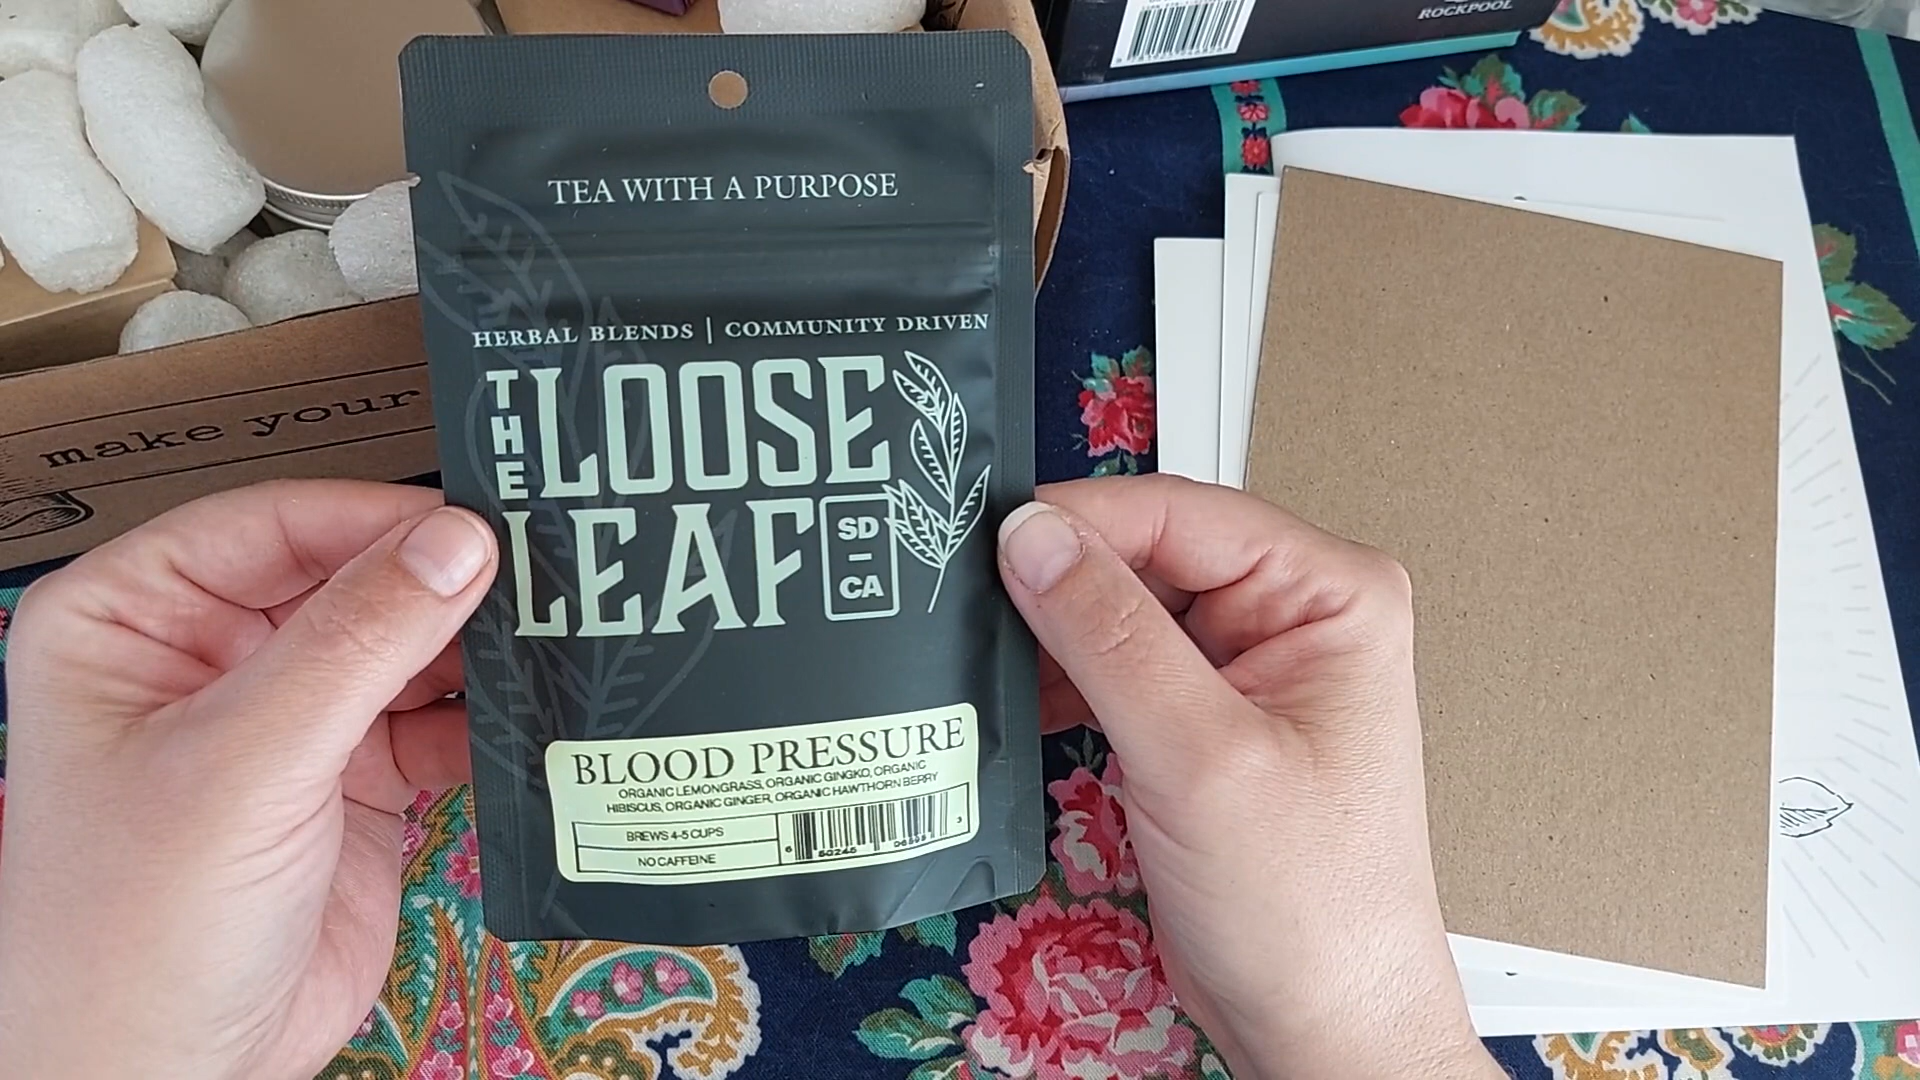 ROCKPOOL
TEA WITH A PURPOSE
HERBAL BLENDS | COMMUNITY DRIVEN
THE LOOSE
LEAF
SD
—
CA
make your
BLOOD PRESSURE
ORGANIC LEMONGRASS, ORGANIC GINGKO, ORGANIC
HIBISCUS, ORGANIC GINGER, ORGANIC HAWTHORN BERRY
BREWS 4-5 CUPS
NO CAFFEINE